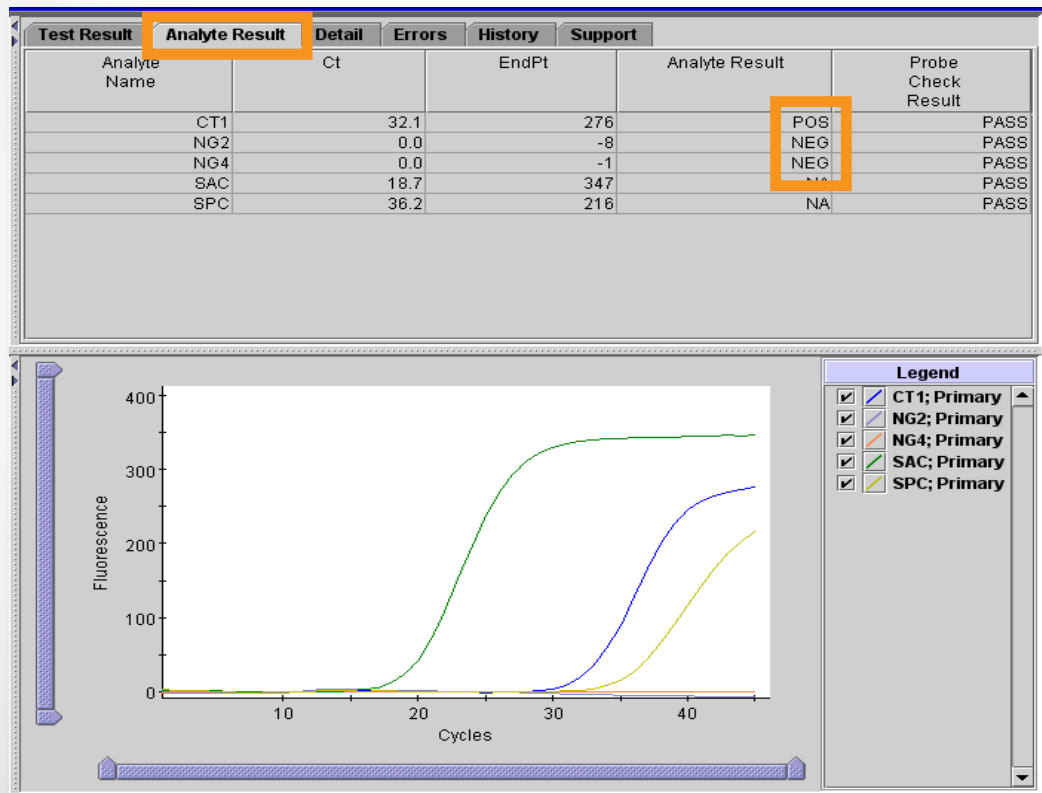 Test Result Analyte Result Detail Errors History Support
Analyte Name Ct EndPt Analyte Result Probe Check Result
CT1 32.1 276 POS PASS
NG2 0.0 -8 NEG PASS
NG4 0.0 -1 NEG PASS
SAC 18.7 347 NA PASS
SPC 36.2 216 NA PASS
Legend
CT1; Primary
NG2; Primary
NG4; Primary
SAC; Primary
SPC; Primary
400
300
200
100
0
Fluorescence
10 20 30 40
Cycles